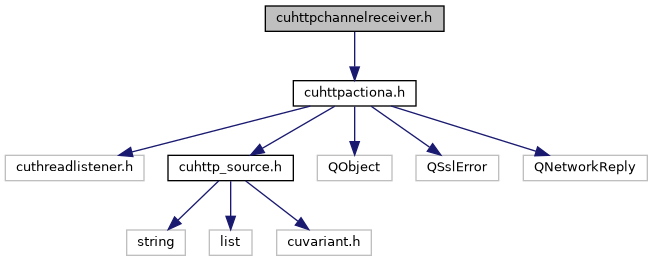 cuhttpchannelreceiver.h
cuhttpactiona.h
cuthreadlistener.h
cuhttp_source.h
QObject
QSslError
QNetworkReply
string
list
cuvariant.h